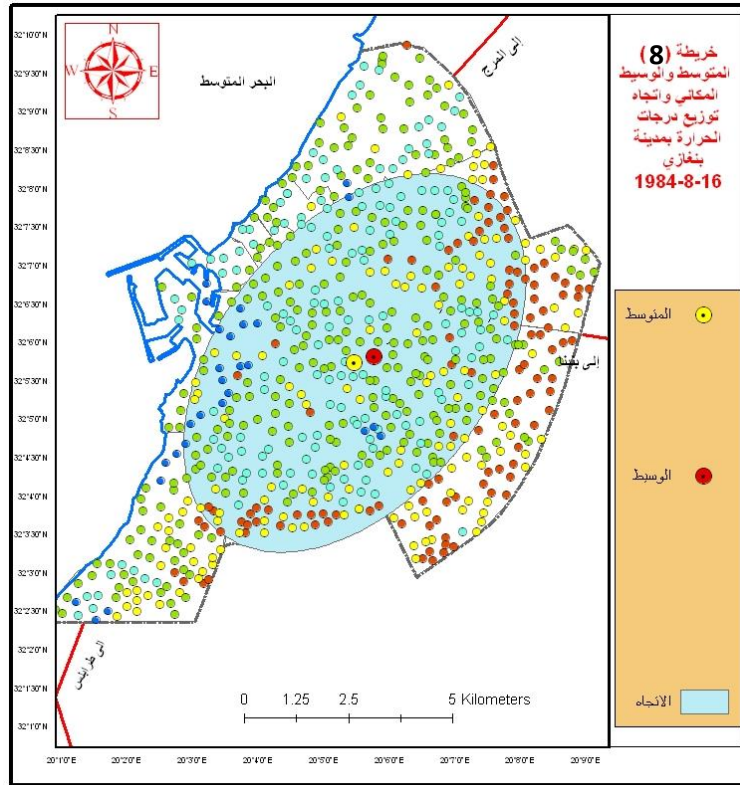 خريطة (8)
المتوسط والوسيط
المكاني واتجاه
توزيع درجات
الحرارة بمدينة
بنغازي
1984-8-16
N
W E
S
البحر المتوسط
إلى المرج
إلى بنينا
إلى طرابلس
المتوسط
الوسيط
الاتجاه
32°10'0"N
32°9'30"N
32°9'0"N
32°8'30"N
32°8'0"N
32°7'30"N
32°7'0"N
32°6'30"N
32°6'0"N
32°5'30"N
32°5'0"N
32°4'30"N
32°4'0"N
32°3'30"N
32°3'0"N
32°2'30"N
32°2'0"N
32°1'30"N
32°1'0"N
0 1.25 2.5 5 Kilometers
20°1'0"E 20°2'0"E 20°3'0"E 20°4'0"E 20°5'0"E 20°6'0"E 20°7'0"E 20°8'0"E 20°9'0"E